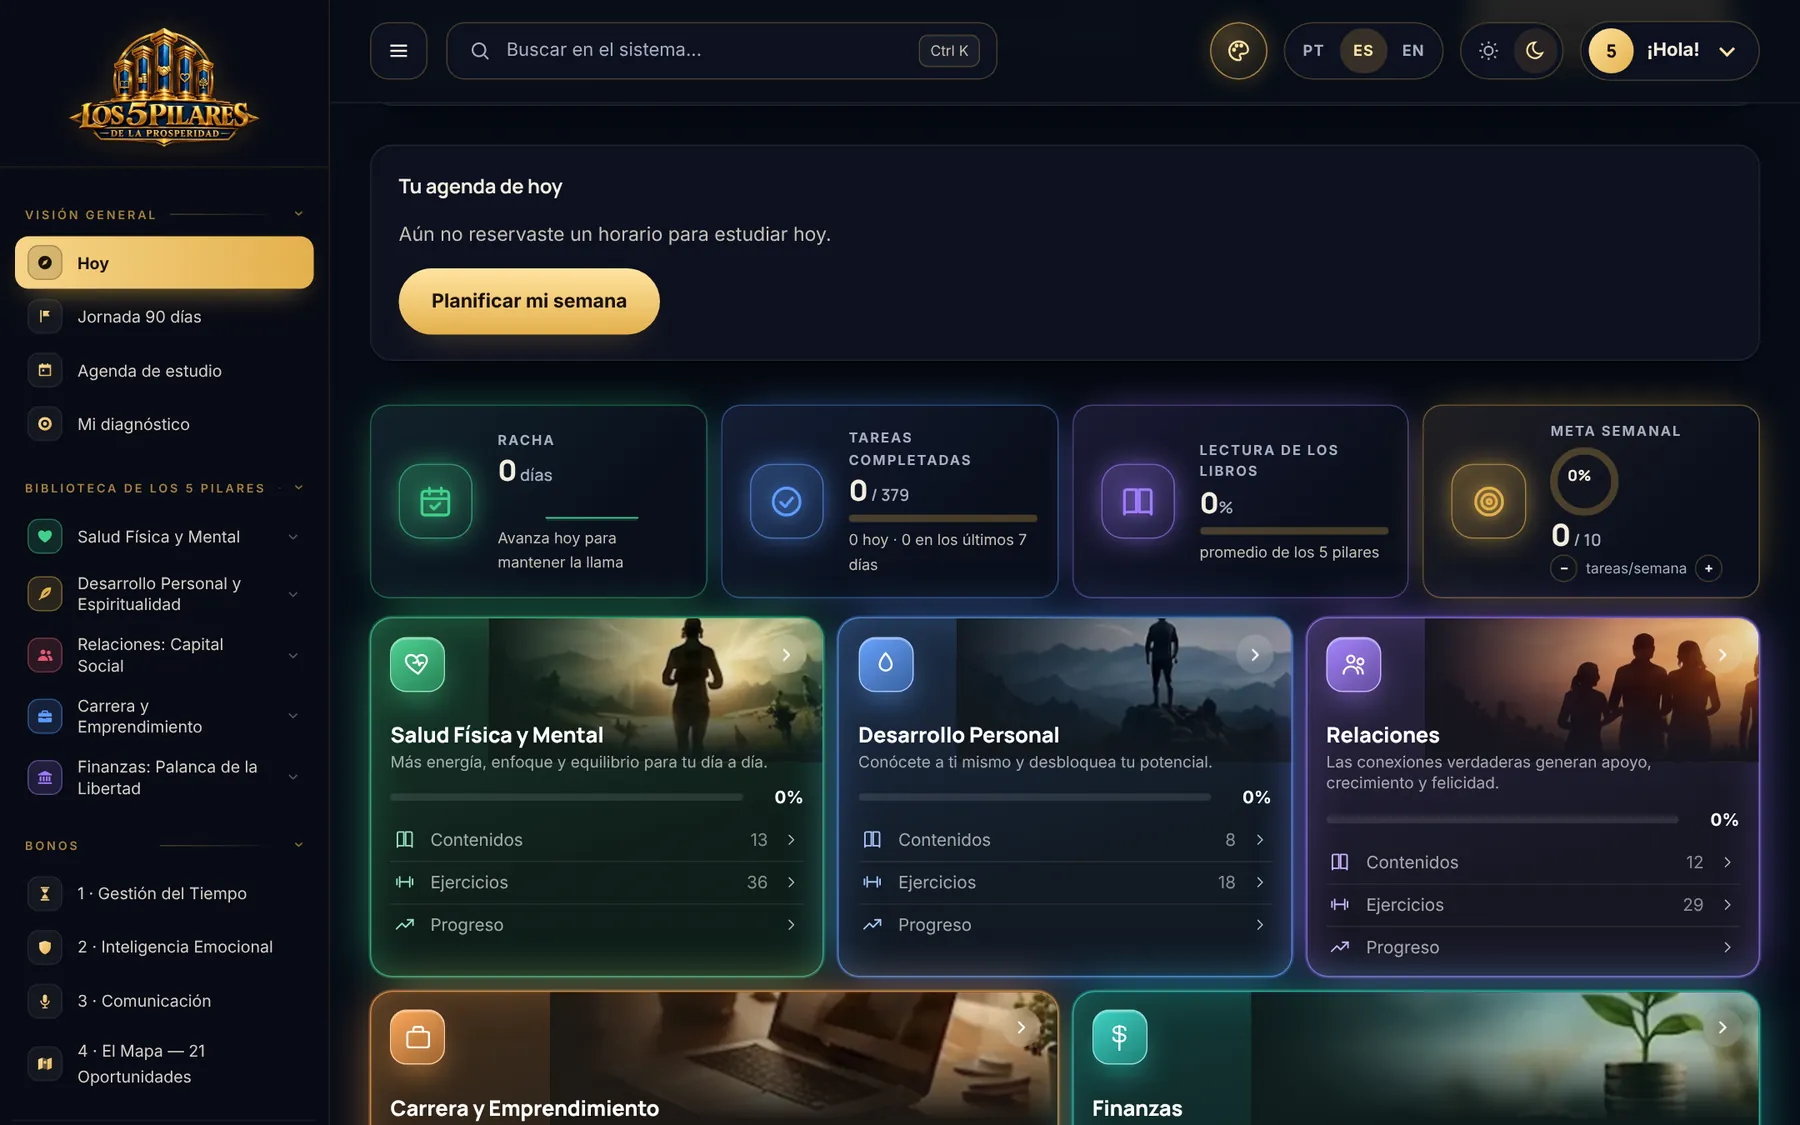 LOS 5 PILARES
DE LA PROSPERIDAD
Buscar en el sistema...
Ctrl K
PT
ES
EN
5
¡Hola!
VISIÓN GENERAL
Hoy
Jornada 90 días
Agenda de estudio
Mi diagnóstico
BIBLIOTECA DE LOS 5 PILARES
Salud Física y Mental
Desarrollo Personal y
Espiritualidad
Relaciones: Capital
Social
Carrera y
Emprendimiento
Finanzas: Palanca de la
Libertad
BONOS
1 · Gestión del Tiempo
2 · Inteligencia Emocional
3 · Comunicación
4 · El Mapa — 21
Oportunidades
Tu agenda de hoy
Aún no reservaste un horario para estudiar hoy.
Planificar mi semana
RACHA
0 días
Avanza hoy para
mantener la llama
TAREAS
COMPLETADAS
0 / 379
0 hoy · 0 en los últimos 7
días
LECTURA DE LOS
LIBROS
0%
promedio de los 5 pilares
META SEMANAL
0%
0 / 10
− tareas/semana +
Salud Física y Mental
Más energía, enfoque y equilibrio para tu día a día.
0%
Contenidos 13
Ejercicios 36
Progreso
Desarrollo Personal
Conócete a ti mismo y desbloquea tu potencial.
0%
Contenidos 8
Ejercicios 18
Progreso
Relaciones
Las conexiones verdaderas generan apoyo,
crecimiento y felicidad.
0%
Contenidos 12
Ejercicios 29
Progreso
Carrera y Emprendimiento
Finanzas